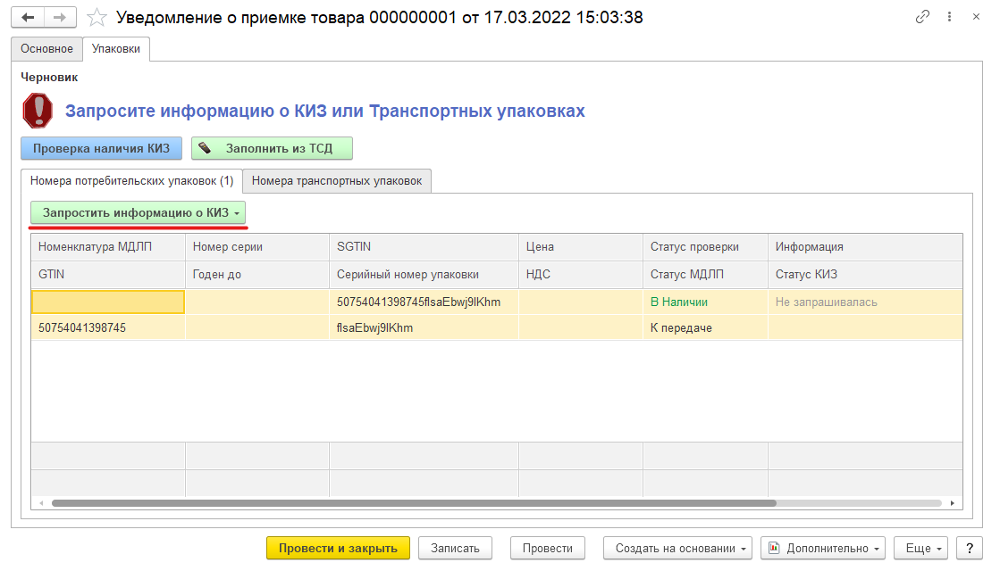 Уведомление о приемке товара 000000001 от 17.03.2022 15:03:38
Основное Упаковки
Черновик
Запросите информацию о КИЗ или Транспортных упаковках
Проверка наличия КИЗ Заполнить из ТСД
Номера потребительских упаковок (1) Номера транспортных упаковок
Запростить информацию о КИЗ
Номенклатура МДЛП Номер серии SGTIN Цена Статус проверки Информация
GTIN Годен до Серийный номер упаковки НДС Статус МДЛП Статус КИЗ
50754041398745flsaEbwj9lKhm В Наличии Не запрашивалась
50754041398745 flsaEbwj9lKhm К передаче
Провести и закрыть Записать Провести Создать на основании Дополнительно Еще ?